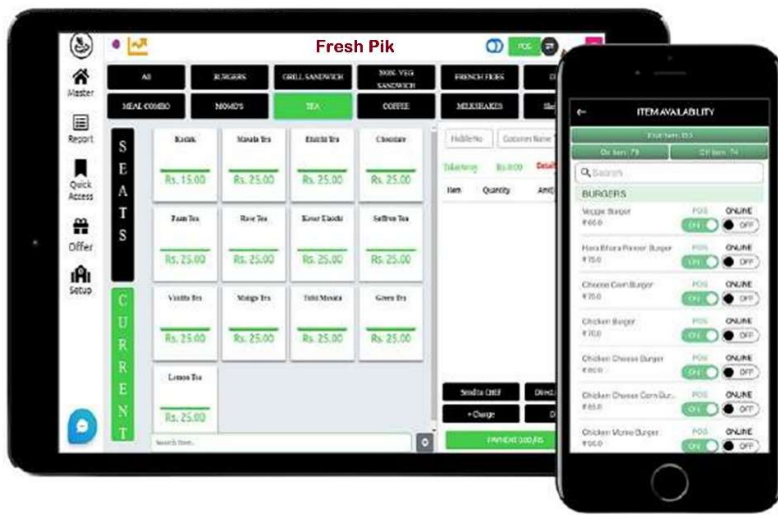 Fresh Pik
POS
Master
Report
Quick
Access
Offer
Setup
All
BURGERS
GRILL SANDWICH
NON- VEG
SANDWICH
FRENCH FRIES
MEAL COMBO
MOMO'S
TEA
COFFEE
MILKSHAKES
SEATS
CURRENT
Kadak
Rs. 15.00
Masala Tea
Rs. 25.00
Elaichi Tea
Rs. 25.00
Chocolate
Rs. 25.00
Paan Tea
Rs. 25.00
Rose Tea
Rs. 25.00
Kesar Elaichi
Rs. 25.00
Saffron Tea
Rs. 25.00
Vanilla Tea
Rs. 25.00
Mango Tea
Rs. 25.00
Tulsi Masala
Rs. 25.00
Green Tea
Rs. 25.00
Lemon Tea
Rs. 25.00
Search Item..
Mobile No
Customer Name
Details
Item Quantity
+ Charge
ITEM AVAILABILITY
Search
BURGERS
Veggie Burger POS ONLINE
ON OFF
Hara Bhara Paneer Burger POS ONLINE
ON OFF
Cheese Corn Burger POS ONLINE
ON OFF
Chicken Burger POS ONLINE
ON OFF
Chicken Cheese Burger POS ONLINE
ON OFF
Chicken Cheese Corn Bur... POS ONLINE
ON OFF
Chicken Mama Burger POS ONLINE
ON OFF